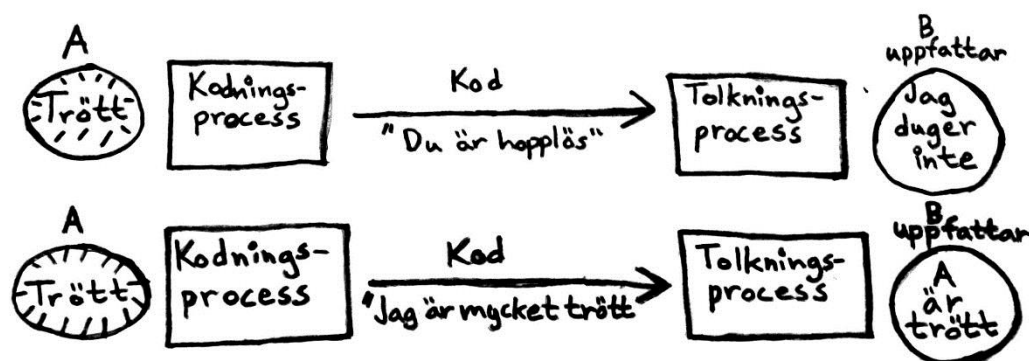 A
Trött
Kodnings-
process
Kod
"Du är hopplös"
Tolknings-
process
B
uppfattar
Jag
duger
inte
A
Trött
Kodnings-
process
Kod
"Jag är mycket trött"
Tolknings-
process
B
uppfattar
A
är
trött